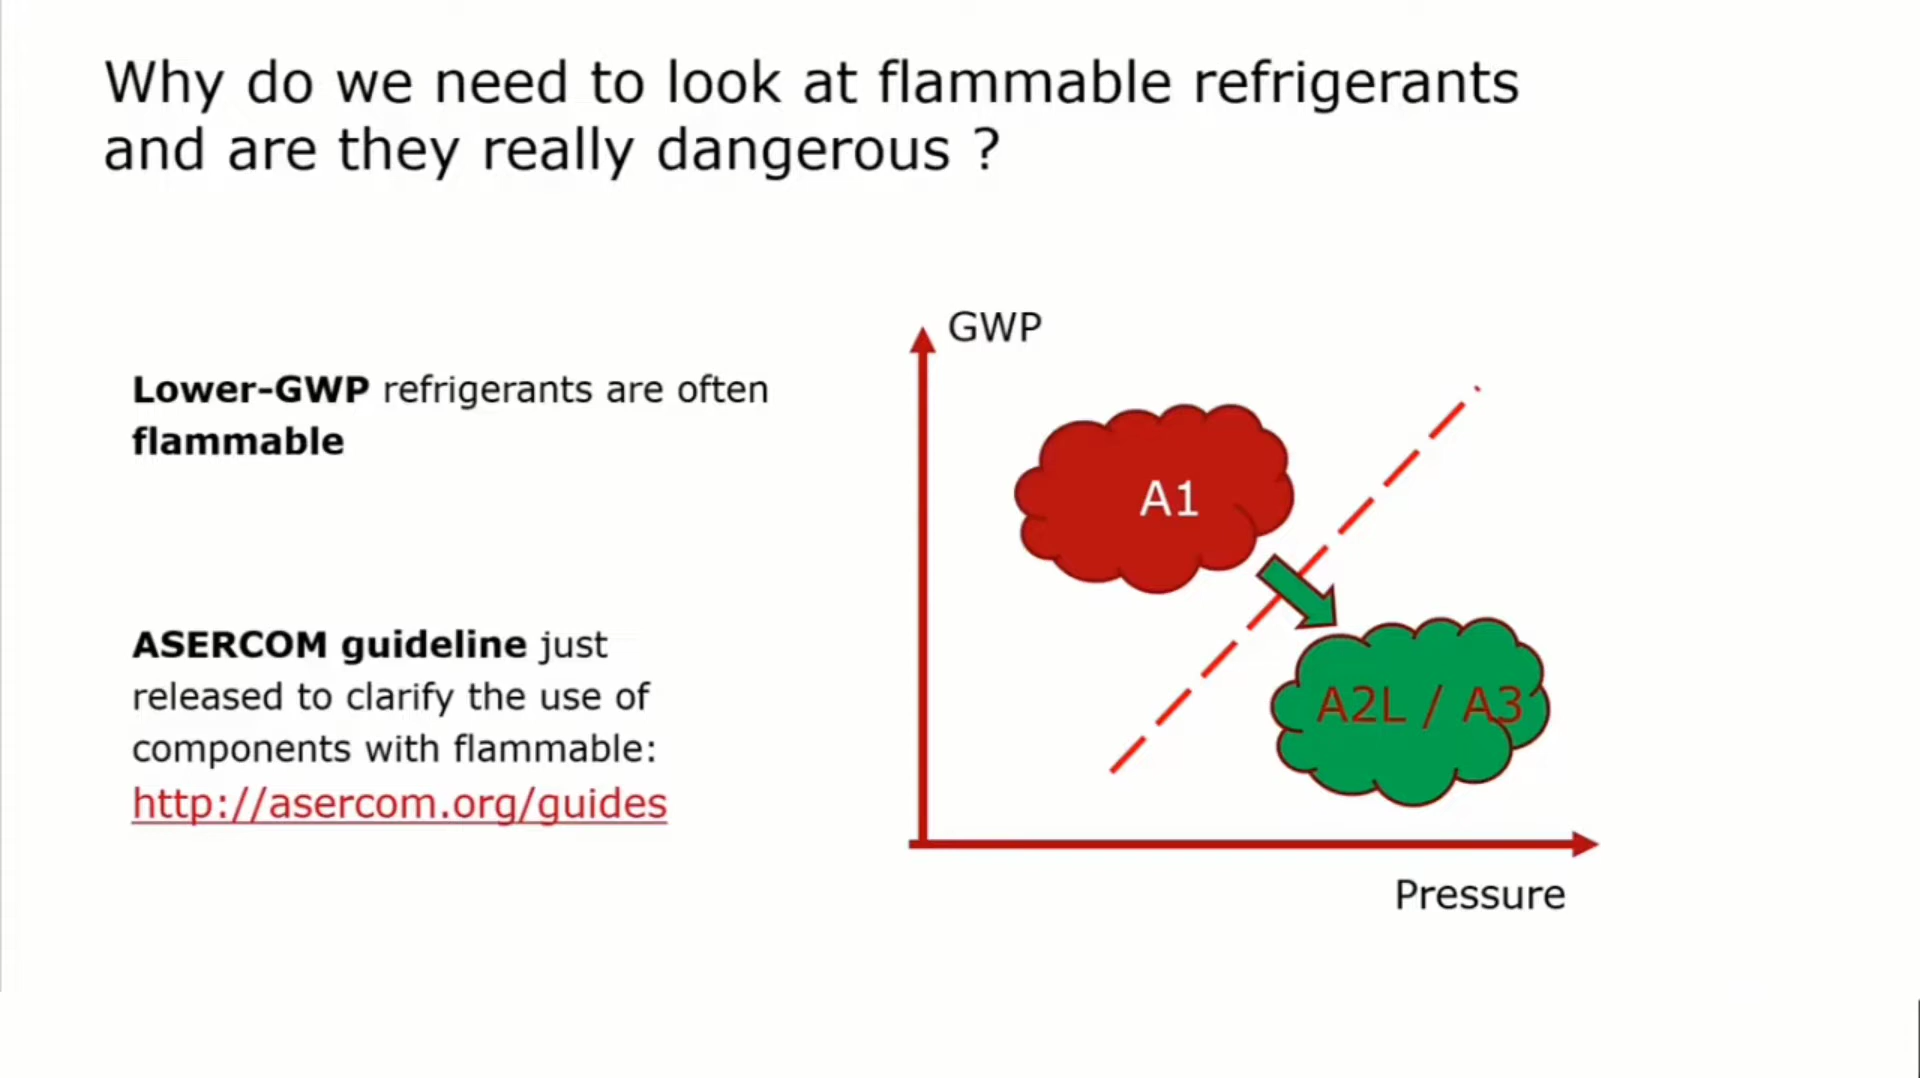 Why do we need to look at flammable refrigerants
and are they really dangerous ?
Lower-GWP refrigerants are often
flammable
ASERCOM guideline just
released to clarify the use of
components with flammable:
http://asercom.org/guides
GWP
A1
A2L / A3
Pressure